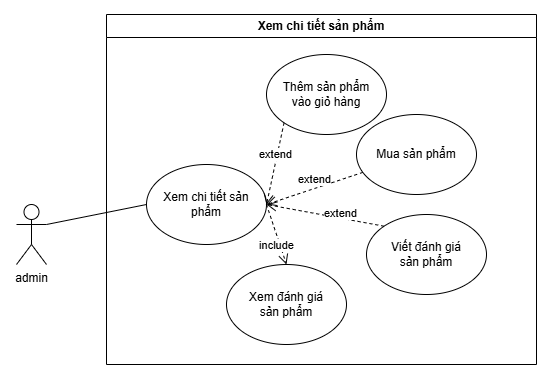 Xem chi tiết sản phẩm
Thêm sản phẩm
vào giỏ hàng
extend
Mua sản phẩm
extend
Xem chi tiết sản
phẩm
extend
Viết đánh giá
sản phẩm
include
admin
Xem đánh giá
sản phẩm